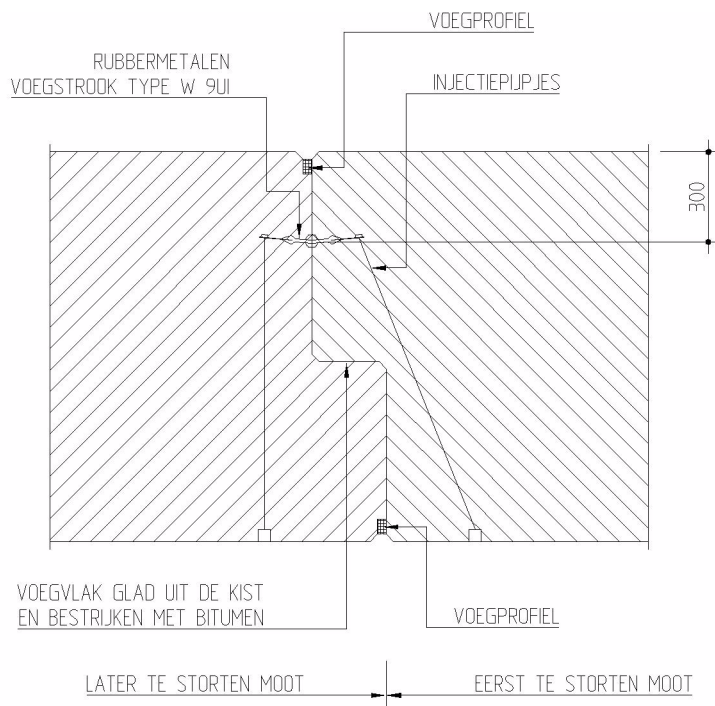 VOEGPROFIEL
RUBBERMETALEN
VOEGSTROOK TYPE W 9UI
INJECTIEPIJPJES
300
VOEGVLAK GLAD UIT DE KIST
EN BESTRIJKEN MET BITUMEN
VOEGPROFIEL
LATER TE STORTEN MOOT
EERST TE STORTEN MOOT